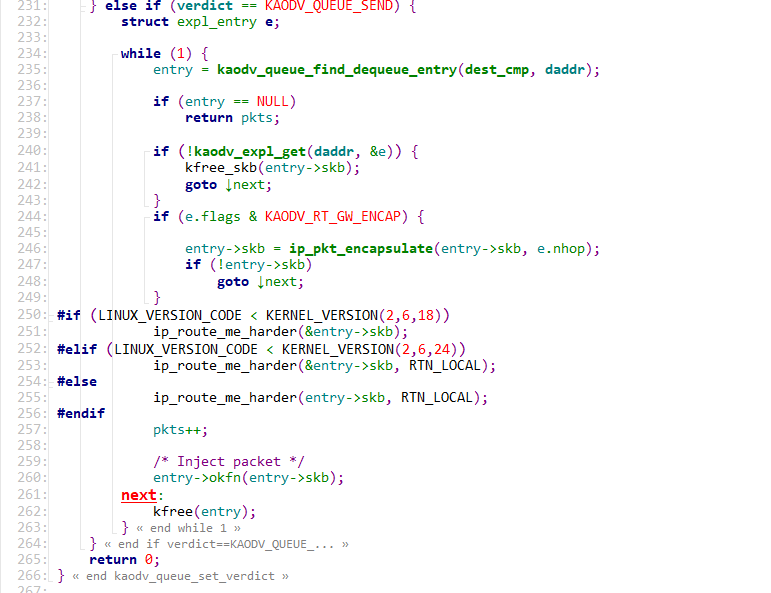 231: } else if (verdict == KAODV_QUEUE_SEND) {
232: struct expl_entry e;
233:
234: while (1) {
235: entry = kaodv_queue_find_dequeue_entry(dest_cmp, daddr);
236:
237: if (entry == NULL)
238: return pkts;
239:
240: if (!kaodv_expl_get(daddr, &e)) {
241: kfree_skb(entry->skb);
242: goto ↓next;
243: }
244: if (e.flags & KAODV_RT_GW_ENCAP) {
245:
246: entry->skb = ip_pkt_encapsulate(entry->skb, e.nhop);
247: if (!entry->skb)
248: goto ↓next;
249: }
250: #if (LINUX_VERSION_CODE < KERNEL_VERSION(2,6,18))
251: ip_route_me_harder(&entry->skb);
252: #elif (LINUX_VERSION_CODE < KERNEL_VERSION(2,6,24))
253: ip_route_me_harder(&entry->skb, RTN_LOCAL);
254: #else
255: ip_route_me_harder(entry->skb, RTN_LOCAL);
256: #endif
257: pkts++;
258:
259: /* Inject packet */
260: entry->okfn(entry->skb);
261: next:
262: kfree(entry);
263: } « end while 1 »
264: } « end if verdict==KAODV_QUEUE_... »
265: return 0;
266: } « end kaodv_queue_set_verdict »
267: